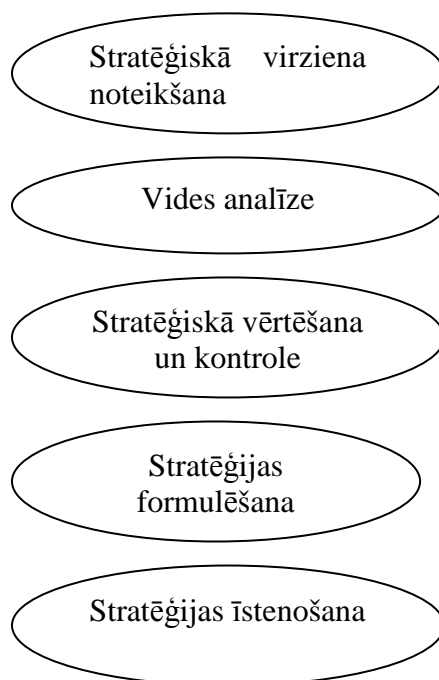 Stratēģiskā virziena
noteikšana
Vides analīze
Stratēģiskā vērtēšana
un kontrole
Stratēģijas
formulēšana
Stratēģijas īstenošana